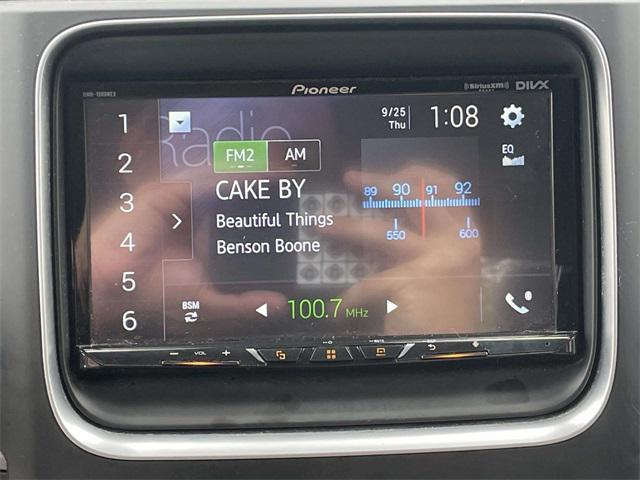 Pioneer
SiriusXM
DIVX
Radio
9/25
Thu
1:08
FM2
AM
EQ
CAKE BY
Beautiful Things
Benson Boone
89 90 91 92
550 600
1
2
3
4
5
6
BSM
100.7 MHz
VOL